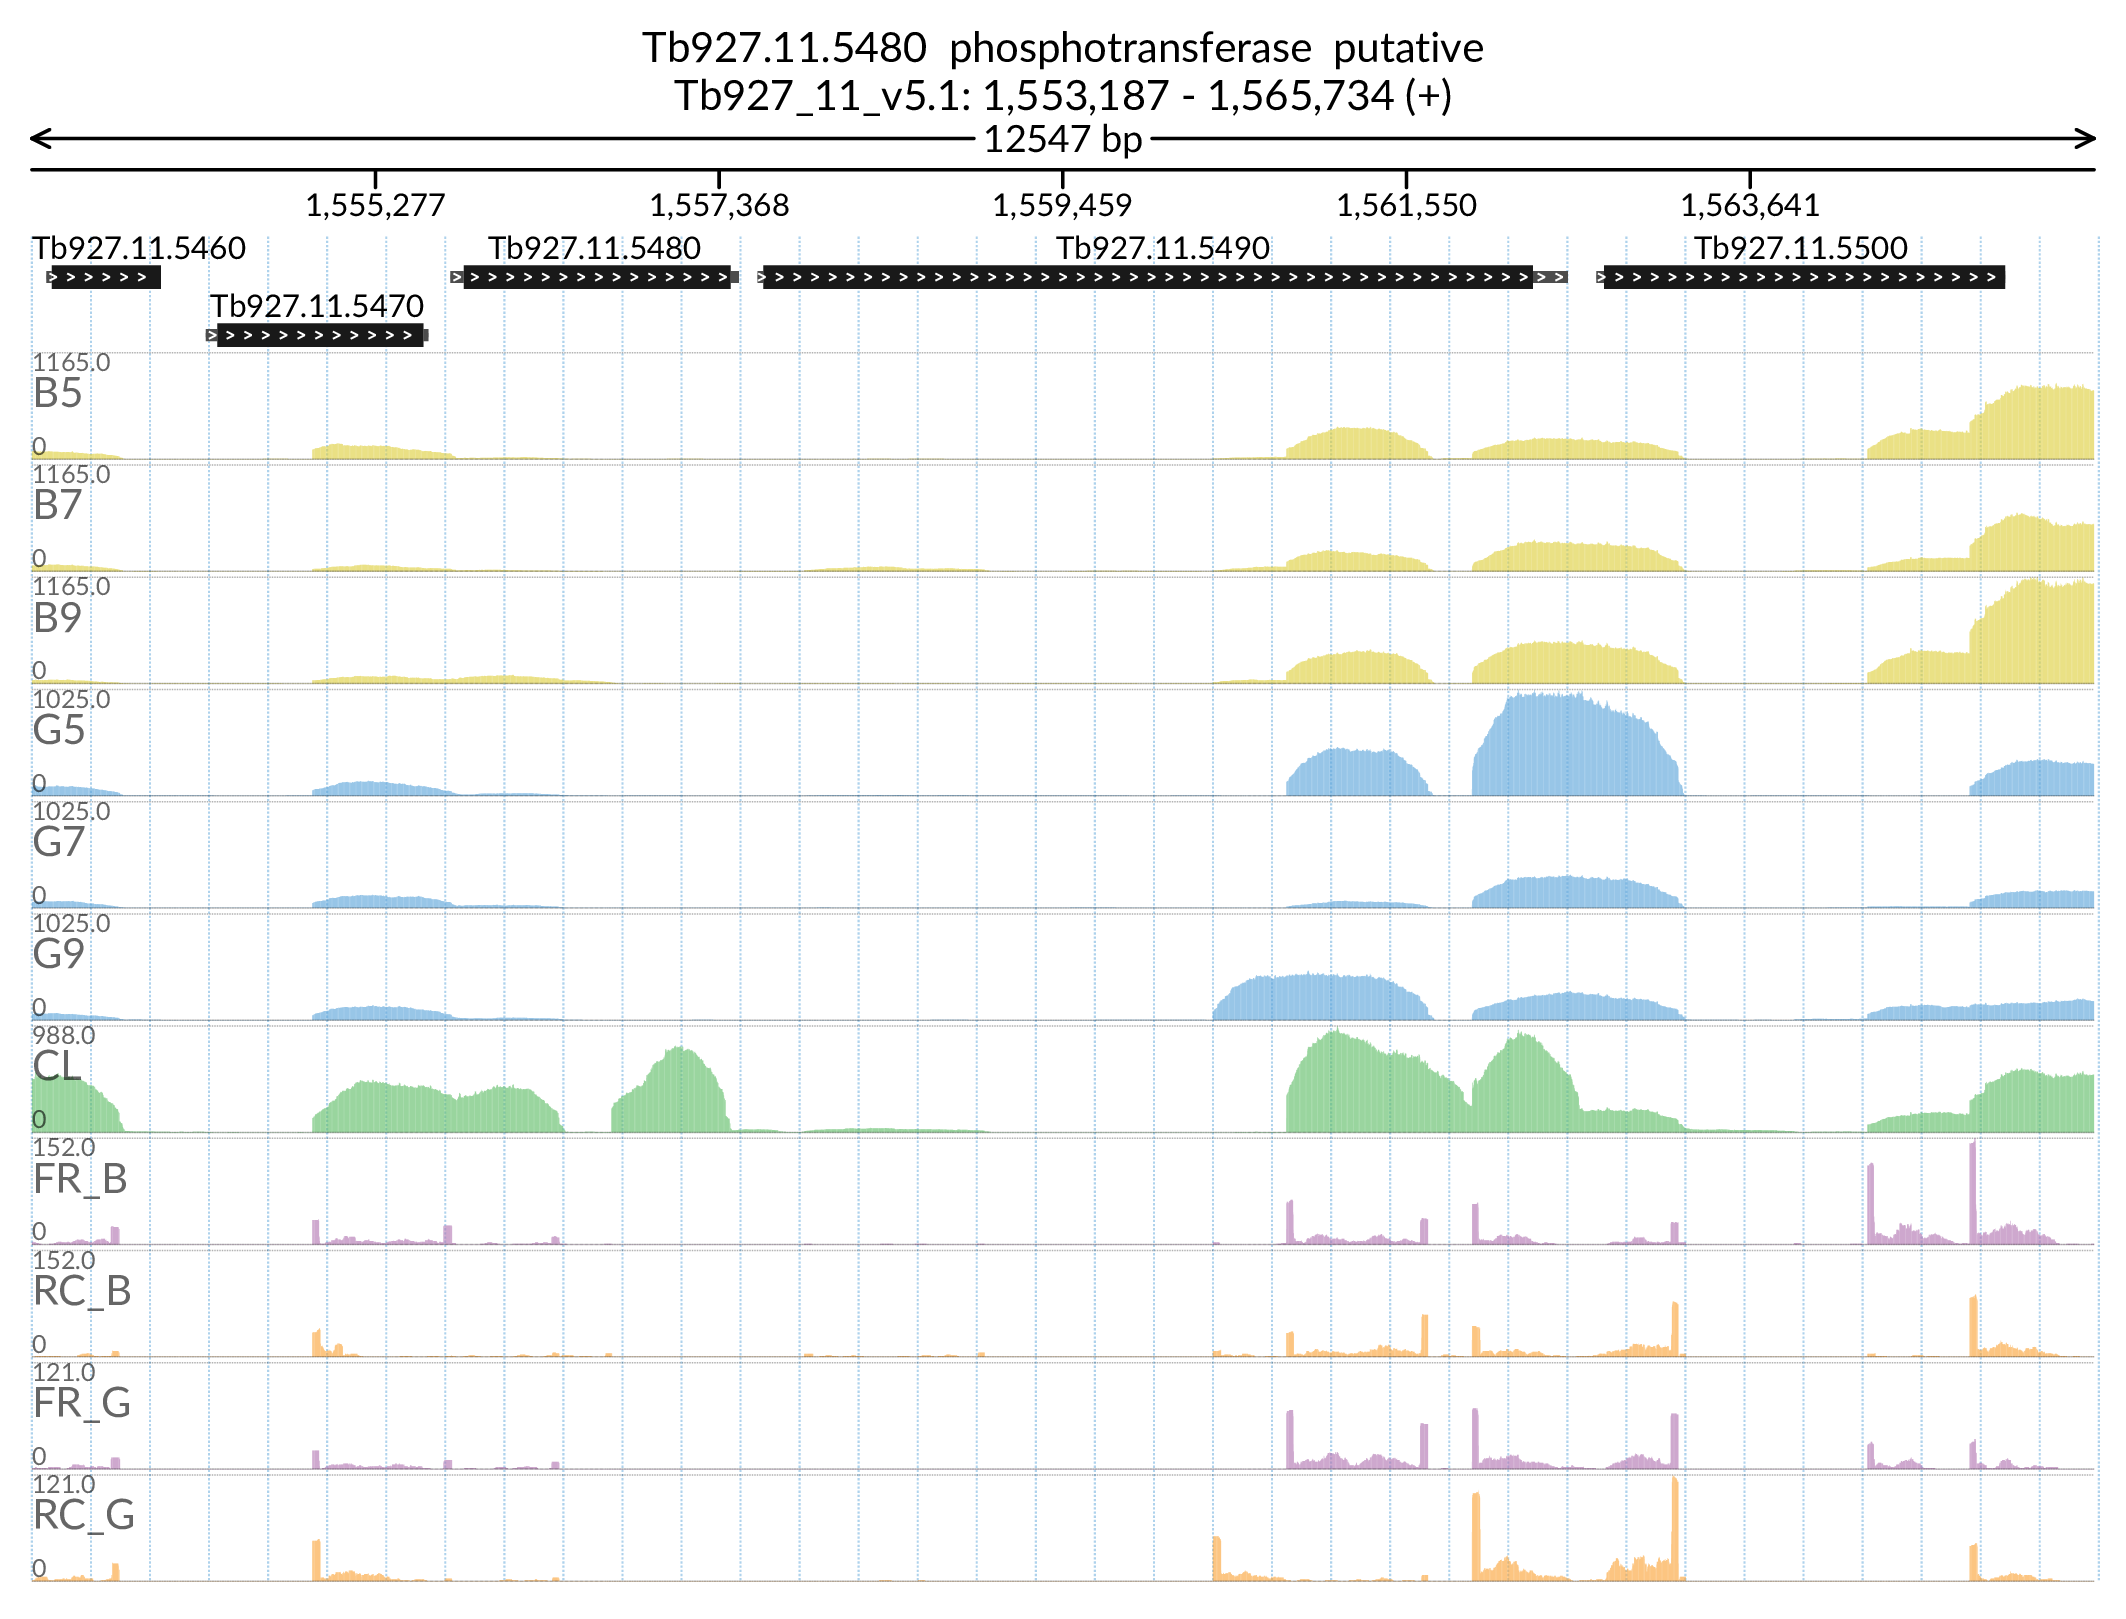 Tb927.11.5480 phosphotransferase putative
Tb927_11_v5.1: 1,553,187 - 1,565,734 (+)
12547 bp
1,555,277 1,557,368 1,559,459 1,561,550 1,563,641
Tb927.11.5460 Tb927.11.5480 Tb927.11.5490 Tb927.11.5500
Tb927.11.5470
1165.0
B5
0
1165.0
B7
0
1165.0
B9
0
1025.0
G5
0
1025.0
G7
0
1025.0
G9
0
988.0
CL
0
152.0
FR_B
0
152.0
RC_B
0
121.0
FR_G
0
121.0
RC_G
0